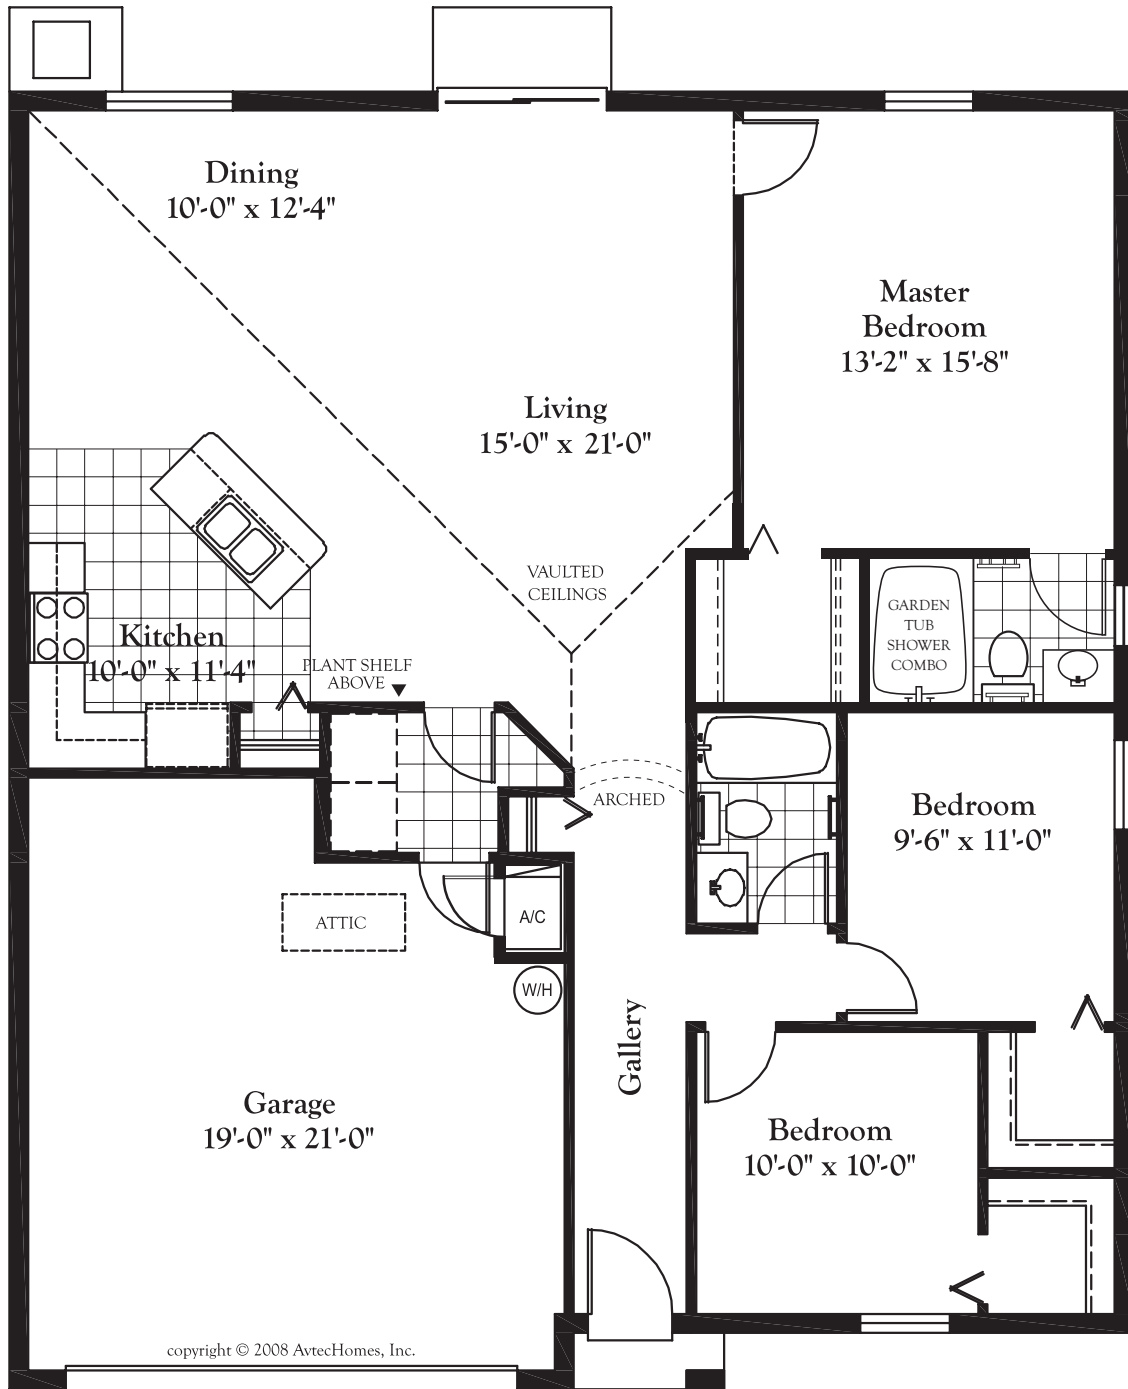 Dining
10'-0" x 12'-4"
Master
Bedroom
13'-2" x 15'-8"
Living
15'-0" x 21'-0"
VAULTED
CEILINGS
GARDEN
TUB
SHOWER
COMBO
Kitchen
10'-0" x 11'-4"
PLANT SHELF
ABOVE
ARCHED
Bedroom
9'-6" x 11'-0"
ATTIC
A/C
W/H
Gallery
Garage
19'-0" x 21'-0"
Bedroom
10'-0" x 10'-0"
copyright © 2008 AvtecHomes, Inc.